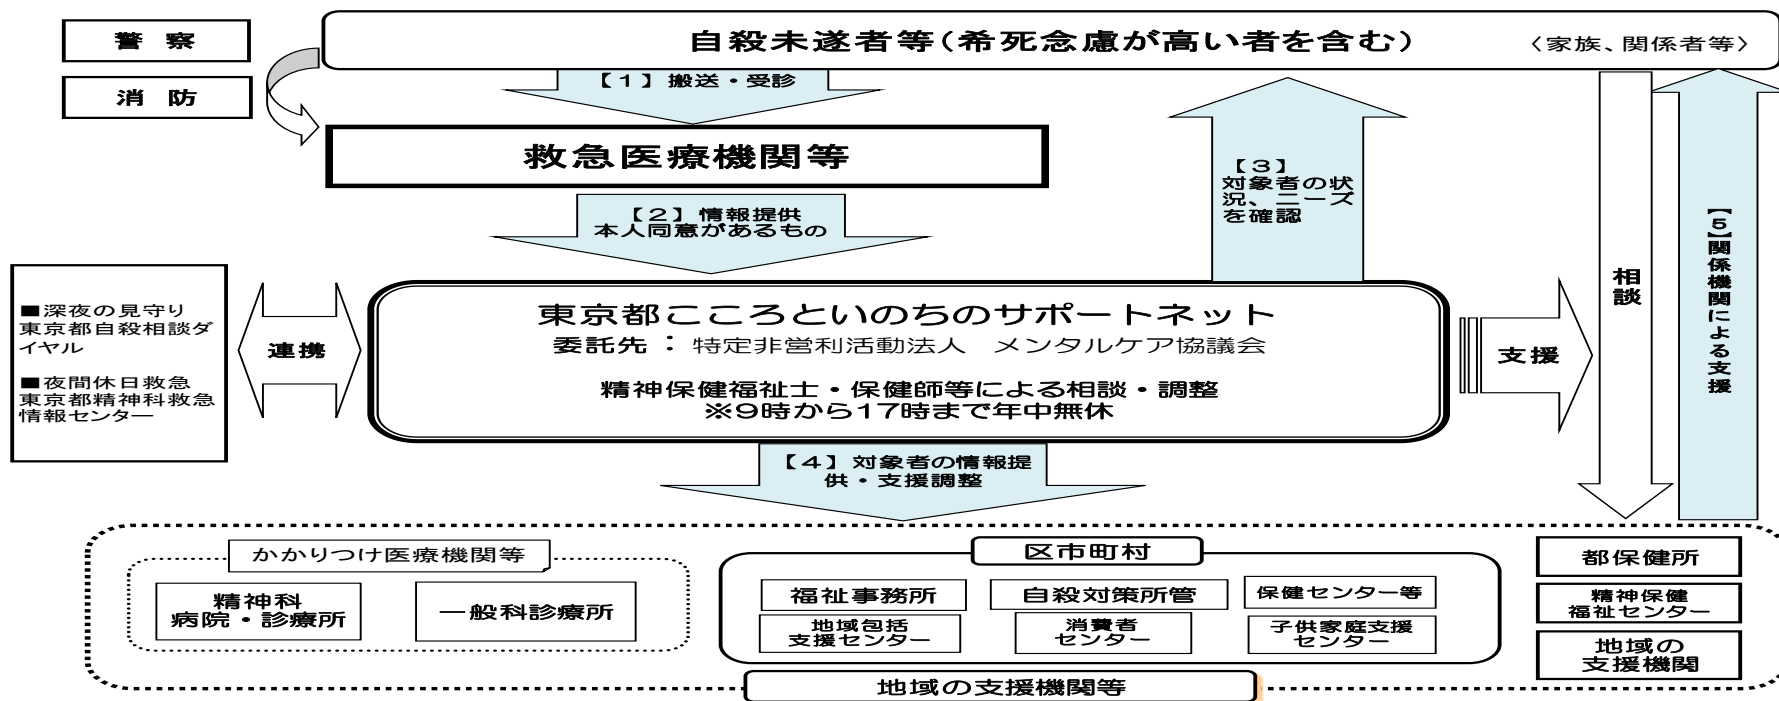 警 察
消 防
自殺未遂者等(希死念慮が高い者を含む)
〈家族、関係者等〉
【1】搬送・受診
救急医療機関等
【2】情報提供
本人同意があるもの
【3】
対象者の状
況、ニーズ
を確認
相談
【5】関係機関による支援
■深夜の見守り
東京都自殺相談ダ
イヤル
■夜間休日救急
東京都精神科救急
情報センター
連携
東京都こころといのちのサポートネット
委託先：特定非営利活動法人 メンタルケア協議会
精神保健福祉士・保健師等による相談・調整
※9時から17時まで年中無休
支援
【4】対象者の情報提
供・支援調整
かかりつけ医療機関等
精神科
病院・診療所
一般科診療所
区市町村
福祉事務所
自殺対策所管
保健センター等
地域包括
支援センター
消費者
センター
子供家庭支援
センター
都保健所
精神保健
福祉センター
地域の
支援機関
地域の支援機関等